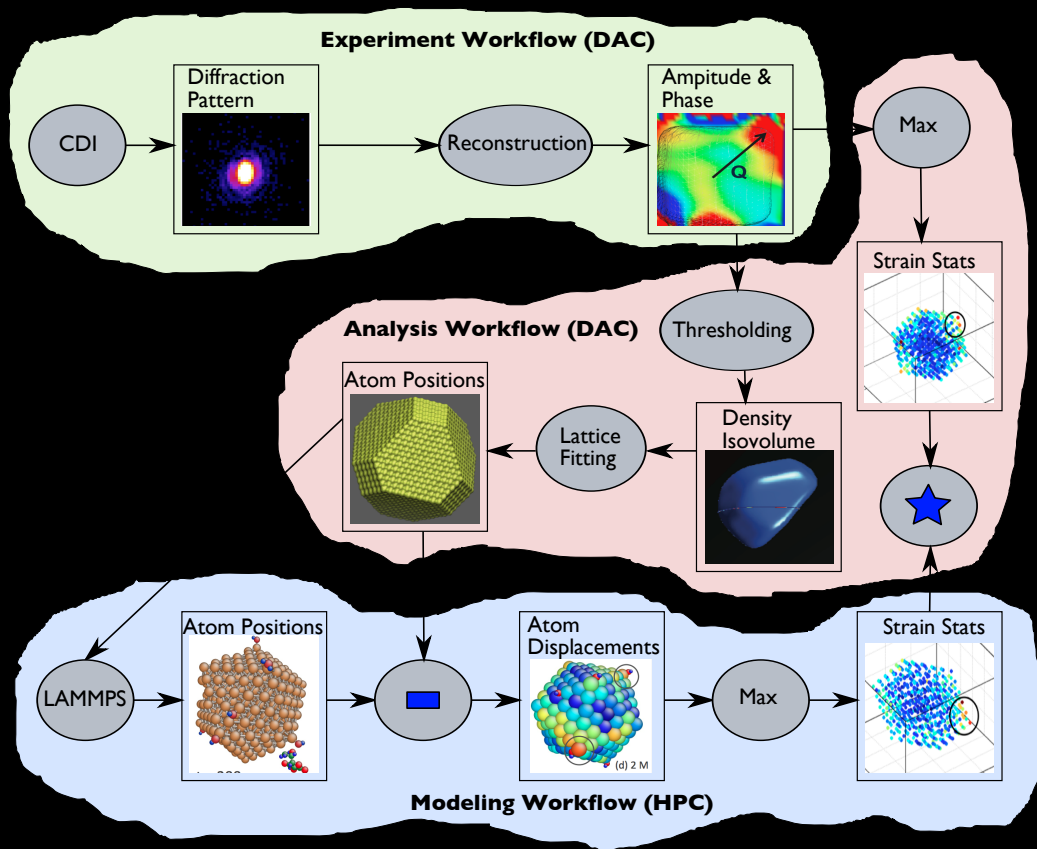 Experiment Workflow (DAC)
CDI
Diffraction
Pattern
Reconstruction
Ampitude &
Phase
Q
Max
Strain Stats
Analysis Workflow (DAC)
Thresholding
Atom Positions
Lattice
Fitting
Density
Isovolume
LAMMPS
Atom Positions
Atom
Displacements
(d) 2 M
Max
Strain Stats
Modeling Workflow (HPC)